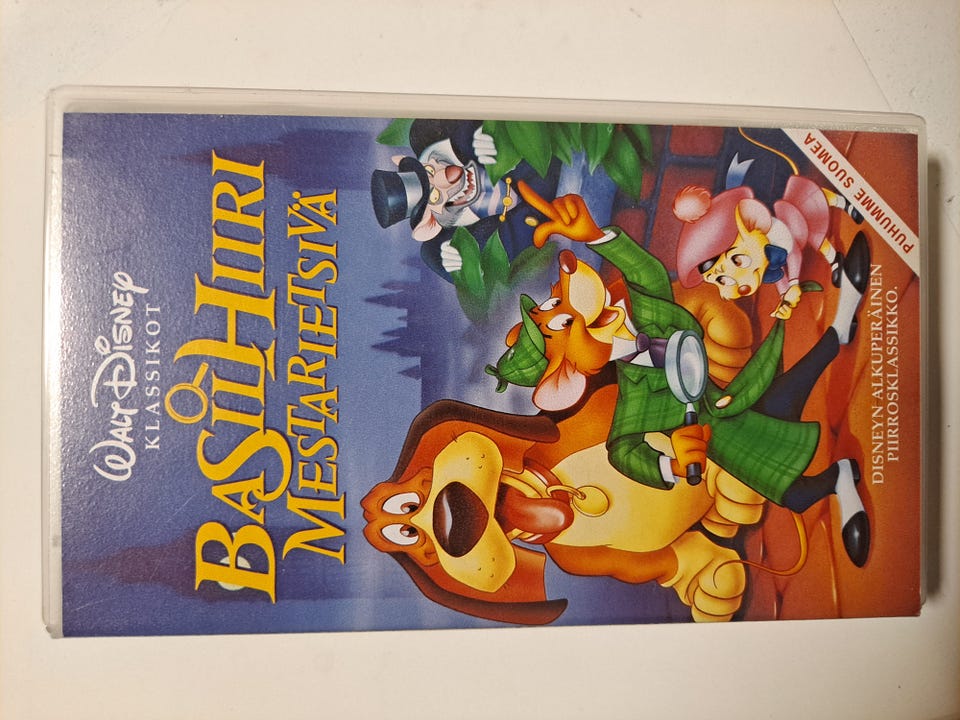 WALT DISNEY
KLASSIKOT
BASIL HIIRI
MESTARIETSIVÄ
PUHUMME SUOMEA
DISNEYN ALKUPERÄINEN
PIIRROSKLASSIKKO.